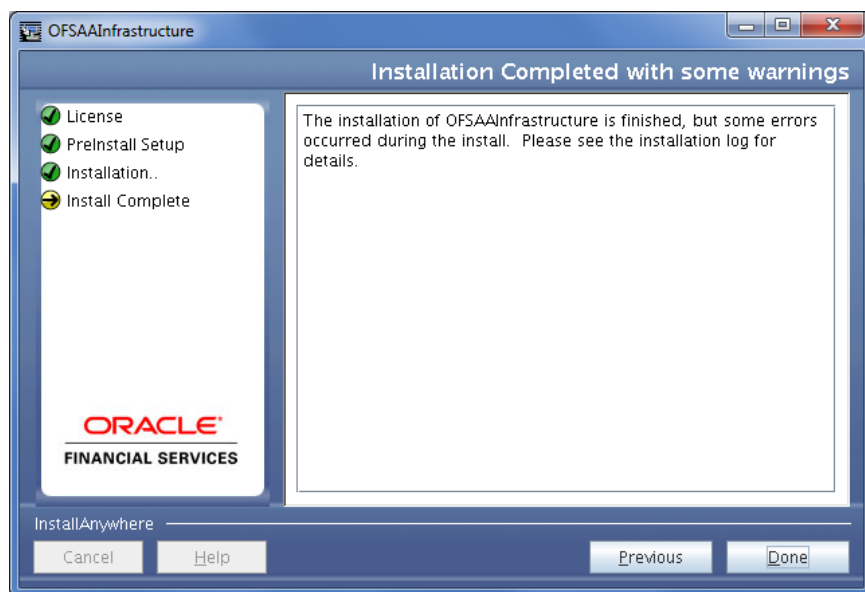 OFSAAInfrastructure
Installation Completed with some warnings
License
PreInstall Setup
Installation..
Install Complete
The installation of OFSAAInfrastructure is finished, but some errors
occurred during the install.  Please see the installation log for
details.
ORACLE
FINANCIAL SERVICES
InstallAnywhere
Cancel
Help
Previous
Done